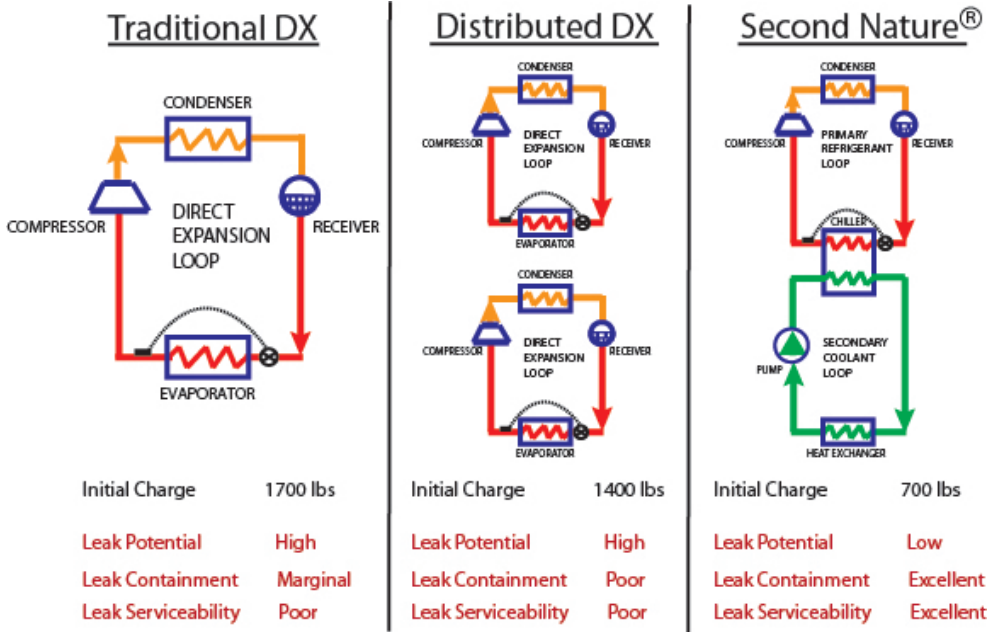 Traditional DX
CONDENSER
COMPRESSOR
DIRECT
EXPANSION
LOOP
RECEIVER
EVAPORATOR
Initial Charge 1700 lbs
Leak Potential High
Leak Containment Marginal
Leak Serviceability Poor
Distributed DX
CONDENSER
COMPRESSOR
DIRECT
EXPANSION
LOOP
RECEIVER
EVAPORATOR
CONDENSER
COMPRESSOR
DIRECT
EXPANSION
LOOP
RECEIVER
EVAPORATOR
Initial Charge 1400 lbs
Leak Potential High
Leak Containment Poor
Leak Serviceability Poor
Second Nature®
CONDENSER
COMPRESSOR
PRIMARY
REFRIGERANT
LOOP
RECEIVER
CHILLER
PUMP
SECONDARY
COOLANT
LOOP
HEAT EXCHANGER
Initial Charge 700 lbs
Leak Potential Low
Leak Containment Excellent
Leak Serviceability Excellent